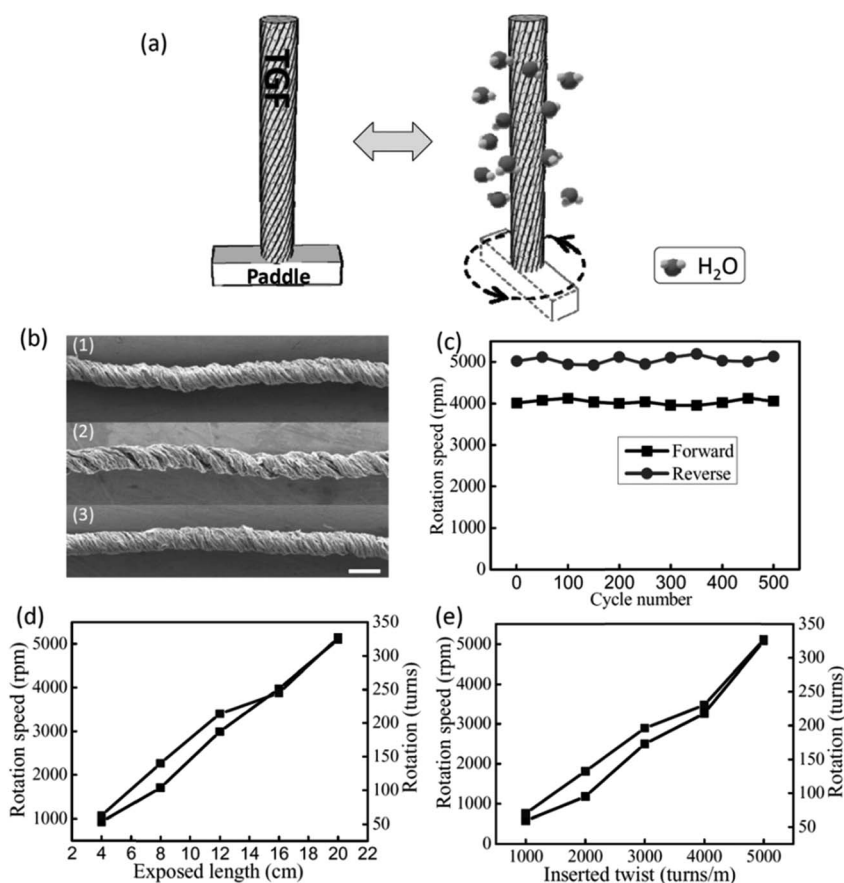 (a)
TGF
Paddle
H₂O
(b)
(1)
(2)
(3)
(c)
Rotation speed (rpm)
5000
4000
3000
2000
1000
0
Forward
Reverse
0 100 200 300 400 500
Cycle number
(d)
Rotation speed (rpm)
5000
4000
3000
2000
1000
350
300
250
200
150
100
50
Rotation (turns)
2 4 6 8 10 12 14 16 18 20 22
Exposed length (cm)
(e)
Rotation speed (rpm)
5000
4000
3000
2000
1000
0
350
300
250
200
150
100
50
Rotation (turns)
1000 2000 3000 4000 5000
Inserted twist (turns/m)